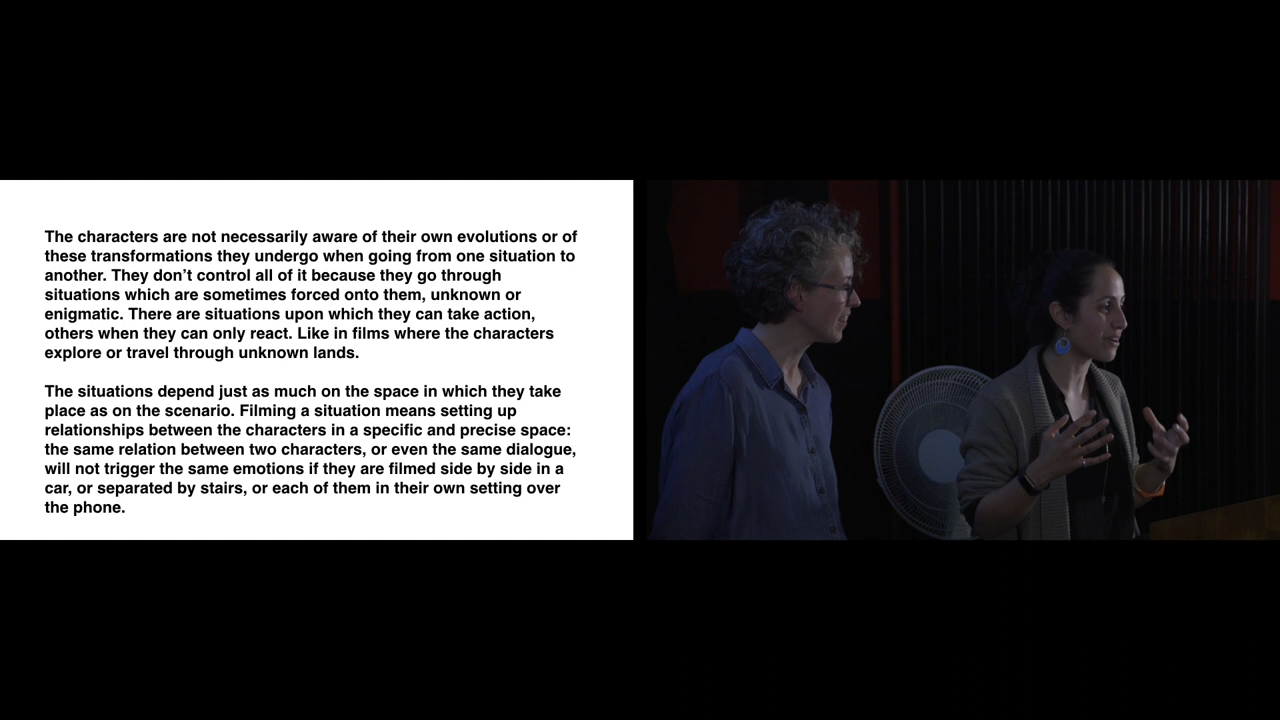 The characters are not necessarily aware of their own evolutions or of
these transformations they undergo when going from one situation to
another. They don’t control all of it because they go through
situations which are sometimes forced onto them, unknown or
enigmatic. There are situations upon which they can take action,
others when they can only react. Like in films where the characters
explore or travel through unknown lands.
The situations depend just as much on the space in which they take
place as on the scenario. Filming a situation means setting up
relationships between the characters in a specific and precise space:
the same relation between two characters, or even the same dialogue,
will not trigger the same emotions if they are filmed side by side in a
car, or separated by stairs, or each of them in their own setting over
the phone.